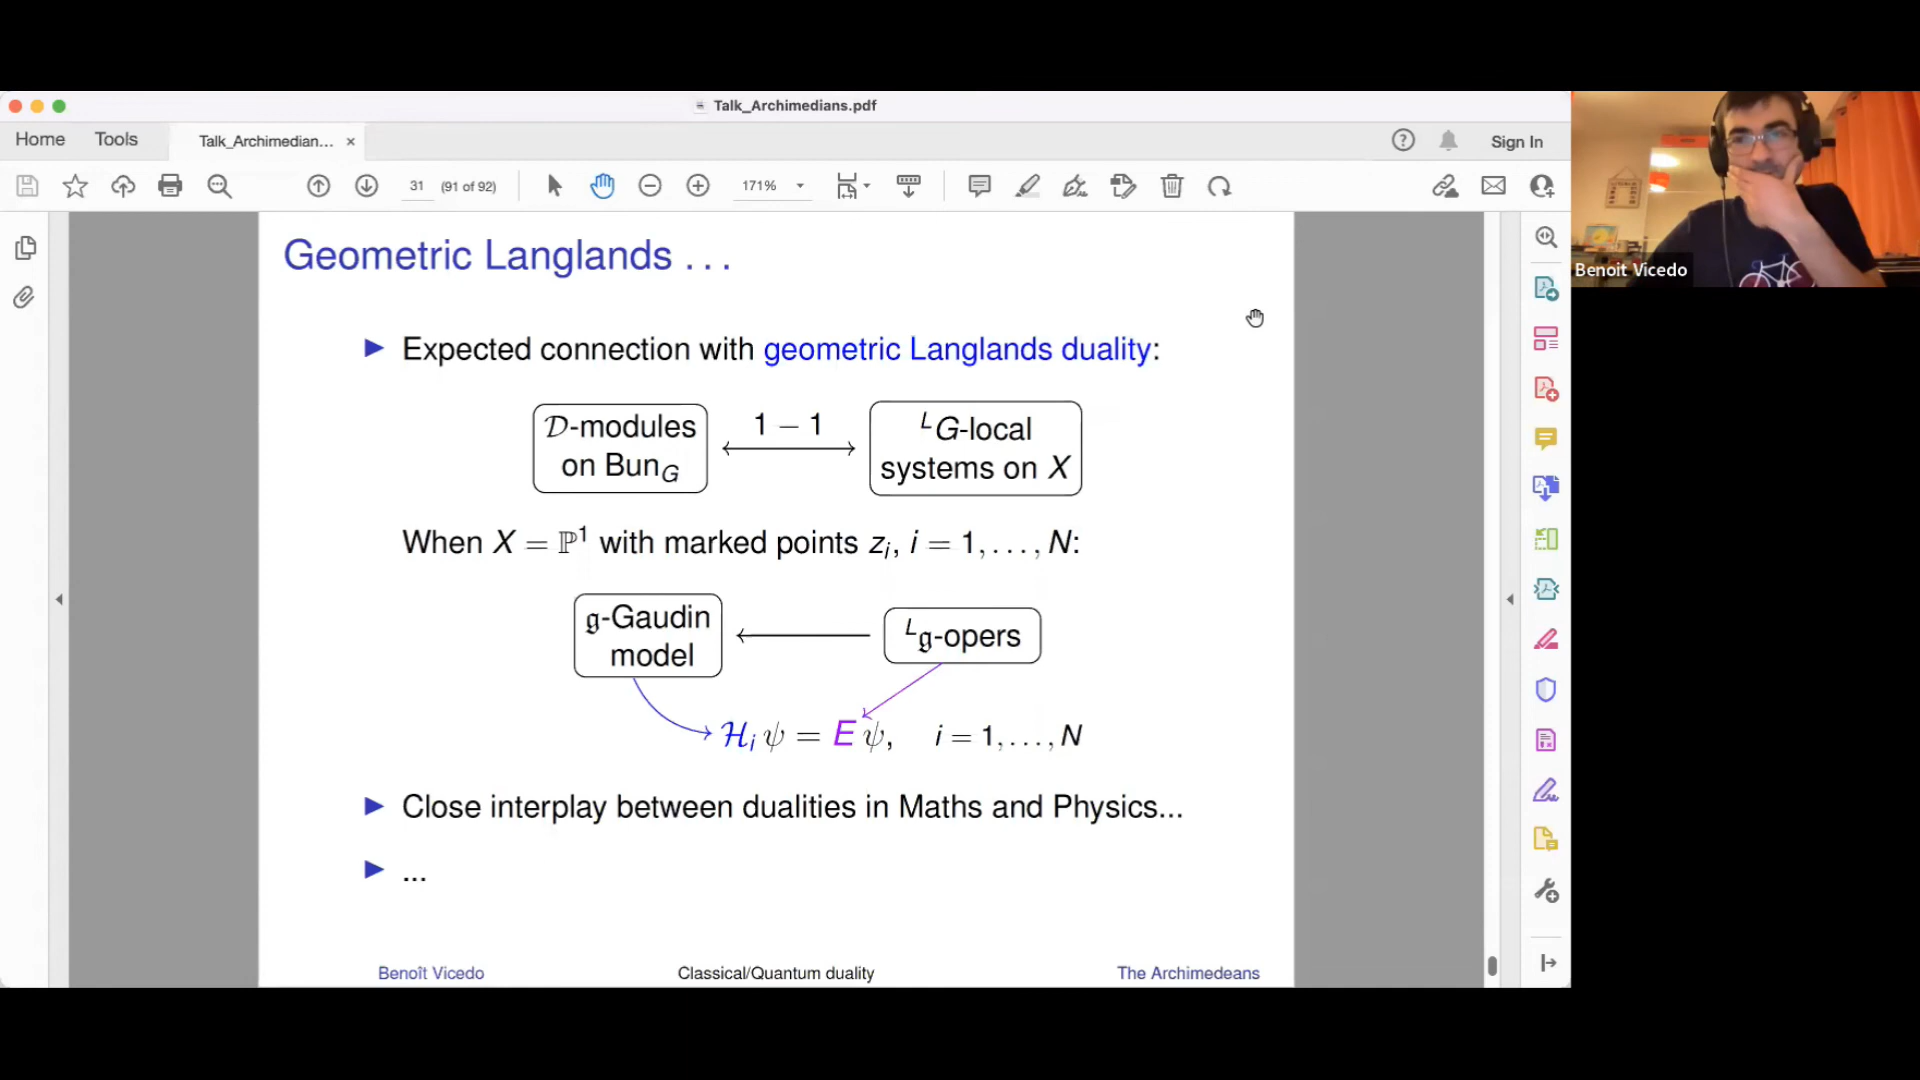 Talk_Archimedians.pdf
Home Tools Talk_Archimedian... × Sign In
31 (91 of 92) 171%
Geometric Langlands . . .
▶ Expected connection with geometric Langlands duality:
𝒟-modules
on Bun_G
1 − 1
ᴸG-local
systems on X
When X = ℙ¹ with marked points zᵢ, i = 1, . . . , N:
𝔤-Gaudin
model
ᴸ𝔤-opers
ℋᵢ ψ = E ψ, i = 1, . . . , N
▶ Close interplay between dualities in Maths and Physics...
▶ ...
Benoît Vicedo Classical/Quantum duality The Archimedeans
Benoit Vicedo